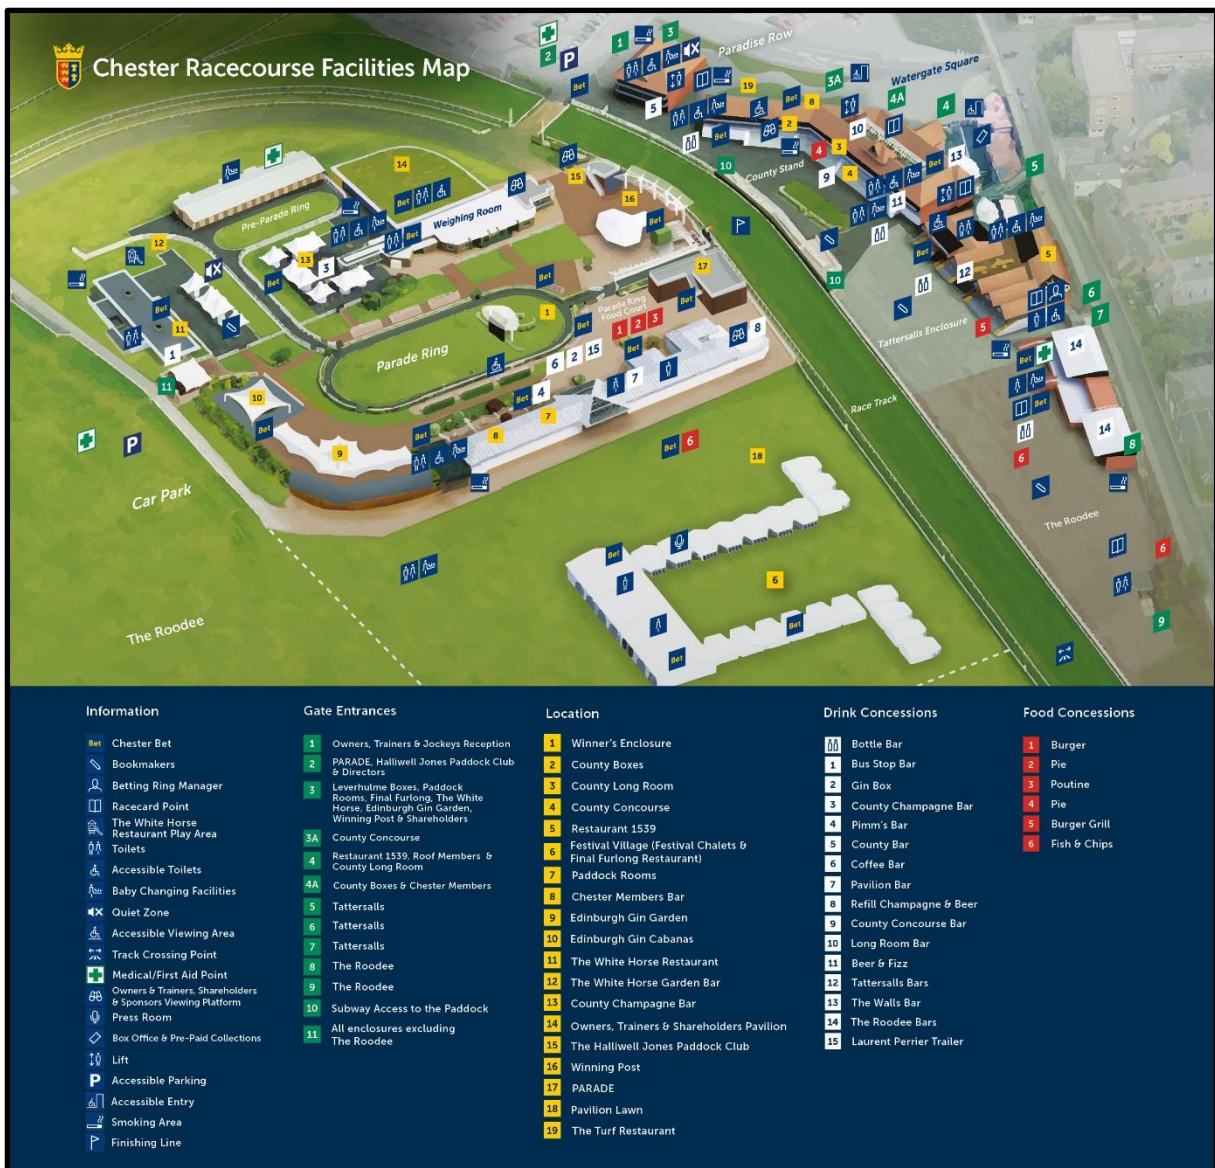 Chester Racecourse Facilities Map
Paradise Row
Watergate Square
County Stand
Pre-Parade Ring
Weighing Room
Parade Ring
Food Court
Parade Ring
Tattersalls Enclosure
Race Track
Car Park
The Roodee
The Roodee
Information
Bet Chester Bet
Bookmakers
Betting Ring Manager
Racecard Point
The White Horse
Restaurant Play Area
Toilets
Accessible Toilets
Baby Changing Facilities
Quiet Zone
Accessible Viewing Area
Track Crossing Point
Medical/First Aid Point
Owners & Trainers, Shareholders
& Sponsors Viewing Platform
Press Room
Box Office & Pre-Paid Collections
Lift
P Accessible Parking
Accessible Entry
Smoking Area
Finishing Line
Gate Entrances
1 Owners, Trainers & Jockeys Reception
2 PARADE, Halliwell Jones Paddock Club
& Directors
3 Leverhulme Boxes, Paddock
Rooms, Final Furlong, The White
Horse, Edinburgh Gin Garden,
Winning Post & Shareholders
3A County Concourse
4 Restaurant 1539, Roof Members &
County Long Room
4A County Boxes & Chester Members
5 Tattersalls
6 Tattersalls
7 Tattersalls
8 The Roodee
9 The Roodee
10 Subway Access to the Paddock
11 All enclosures excluding
The Roodee
Location
1 Winner's Enclosure
2 County Boxes
3 County Long Room
4 County Concourse
5 Restaurant 1539
6 Festival Village (Festival Chalets &
Final Furlong Restaurant)
7 Paddock Rooms
8 Chester Members Bar
9 Edinburgh Gin Garden
10 Edinburgh Gin Cabanas
11 The White Horse Restaurant
12 The White Horse Garden Bar
13 County Champagne Bar
14 Owners, Trainers & Shareholders Pavilion
15 The Halliwell Jones Paddock Club
16 Winning Post
17 PARADE
18 Pavilion Lawn
19 The Turf Restaurant
Drink Concessions
Bottle Bar
1 Bus Stop Bar
2 Gin Box
3 County Champagne Bar
4 Pimm's Bar
5 County Bar
6 Coffee Bar
7 Pavilion Bar
8 Refill Champagne & Beer
9 County Concourse Bar
10 Long Room Bar
11 Beer & Fizz
12 Tattersalls Bars
13 The Walls Bar
14 The Roodee Bars
15 Laurent Perrier Trailer
Food Concessions
1 Burger
2 Pie
3 Poutine
4 Pie
5 Burger Grill
6 Fish & Chips